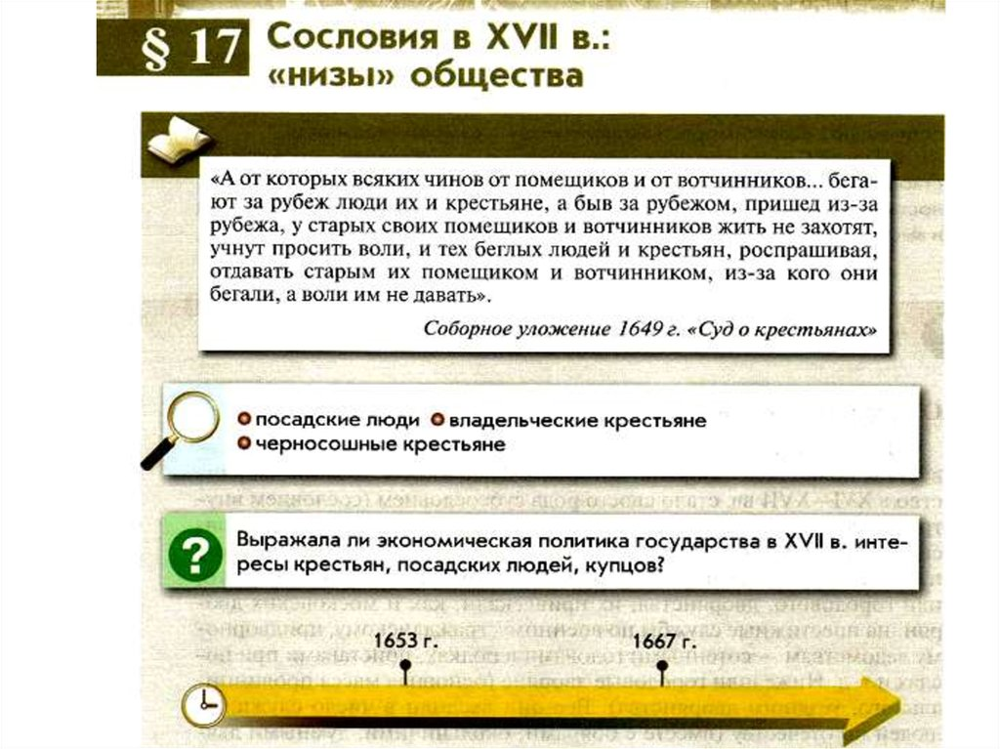 § 17
Сословия в XVII в.:
«низы» общества
«А от которых всяких чинов от помещиков и от вотчинников... бега-
ют за рубеж люди их и крестьяне, а быв за рубежом, пришед из-за
рубежа, у старых своих помещиков и вотчинников жить не захотят,
учнут просить воли, и тех беглых людей и крестьян, роспрашивая,
отдавать старым их помещиком и вотчинником, из-за кого они
бегали, а воли им не давать».
Соборное уложение 1649 г. «Суд о крестьянах»
посадские люди владельческие крестьяне
черносошные крестьяне
? Выражала ли экономическая политика государства в XVII в. инте-
ресы крестьян, посадских людей, купцов?
1653 г. 1667 г.